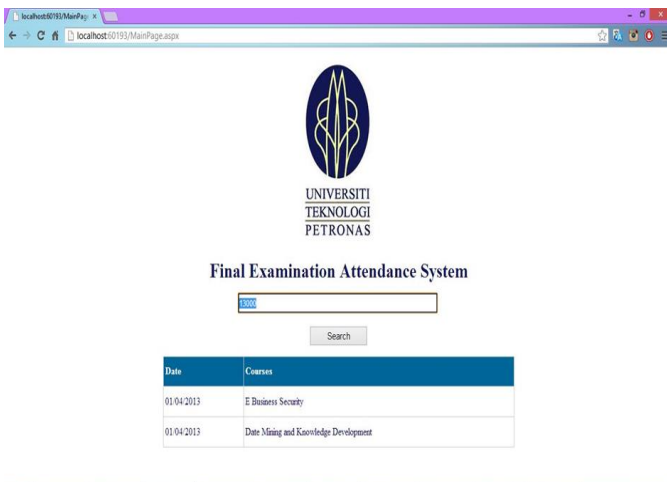 localhost:60193/MainPag
localhost:60193/MainPage.aspx
UNIVERSITI
TEKNOLOGI
PETRONAS
Final Examination Attendance System
13000
Search
Date Courses
01/04/2013 E Business Security
01/04/2013 Date Mining and Knowledge Development